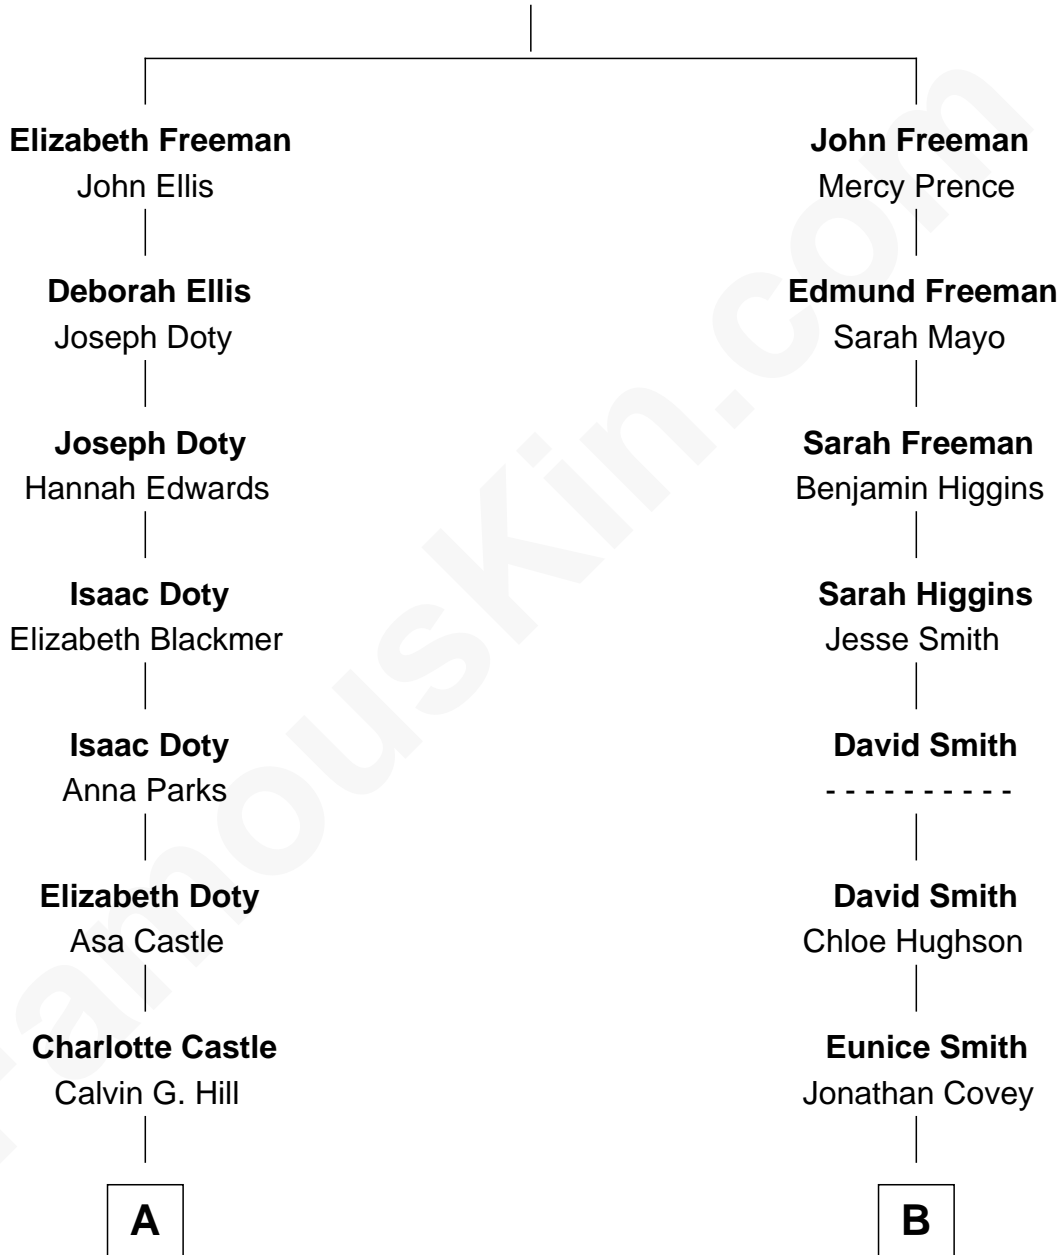 Elizabeth Freeman
John Ellis
Deborah Ellis
Joseph Doty
Joseph Doty
Hannah Edwards
Isaac Doty
Elizabeth Blackmer
Isaac Doty
Anna Parks
Elizabeth Doty
Asa Castle
Charlotte Castle
Calvin G. Hill
A
John Freeman
Mercy Prence
Edmund Freeman
Sarah Mayo
Sarah Freeman
Benjamin Higgins
Sarah Higgins
Jesse Smith
David Smith
- - - - - - - - - -
David Smith
Chloe Hughson
Eunice Smith
Jonathan Covey
B
FamousKin.com